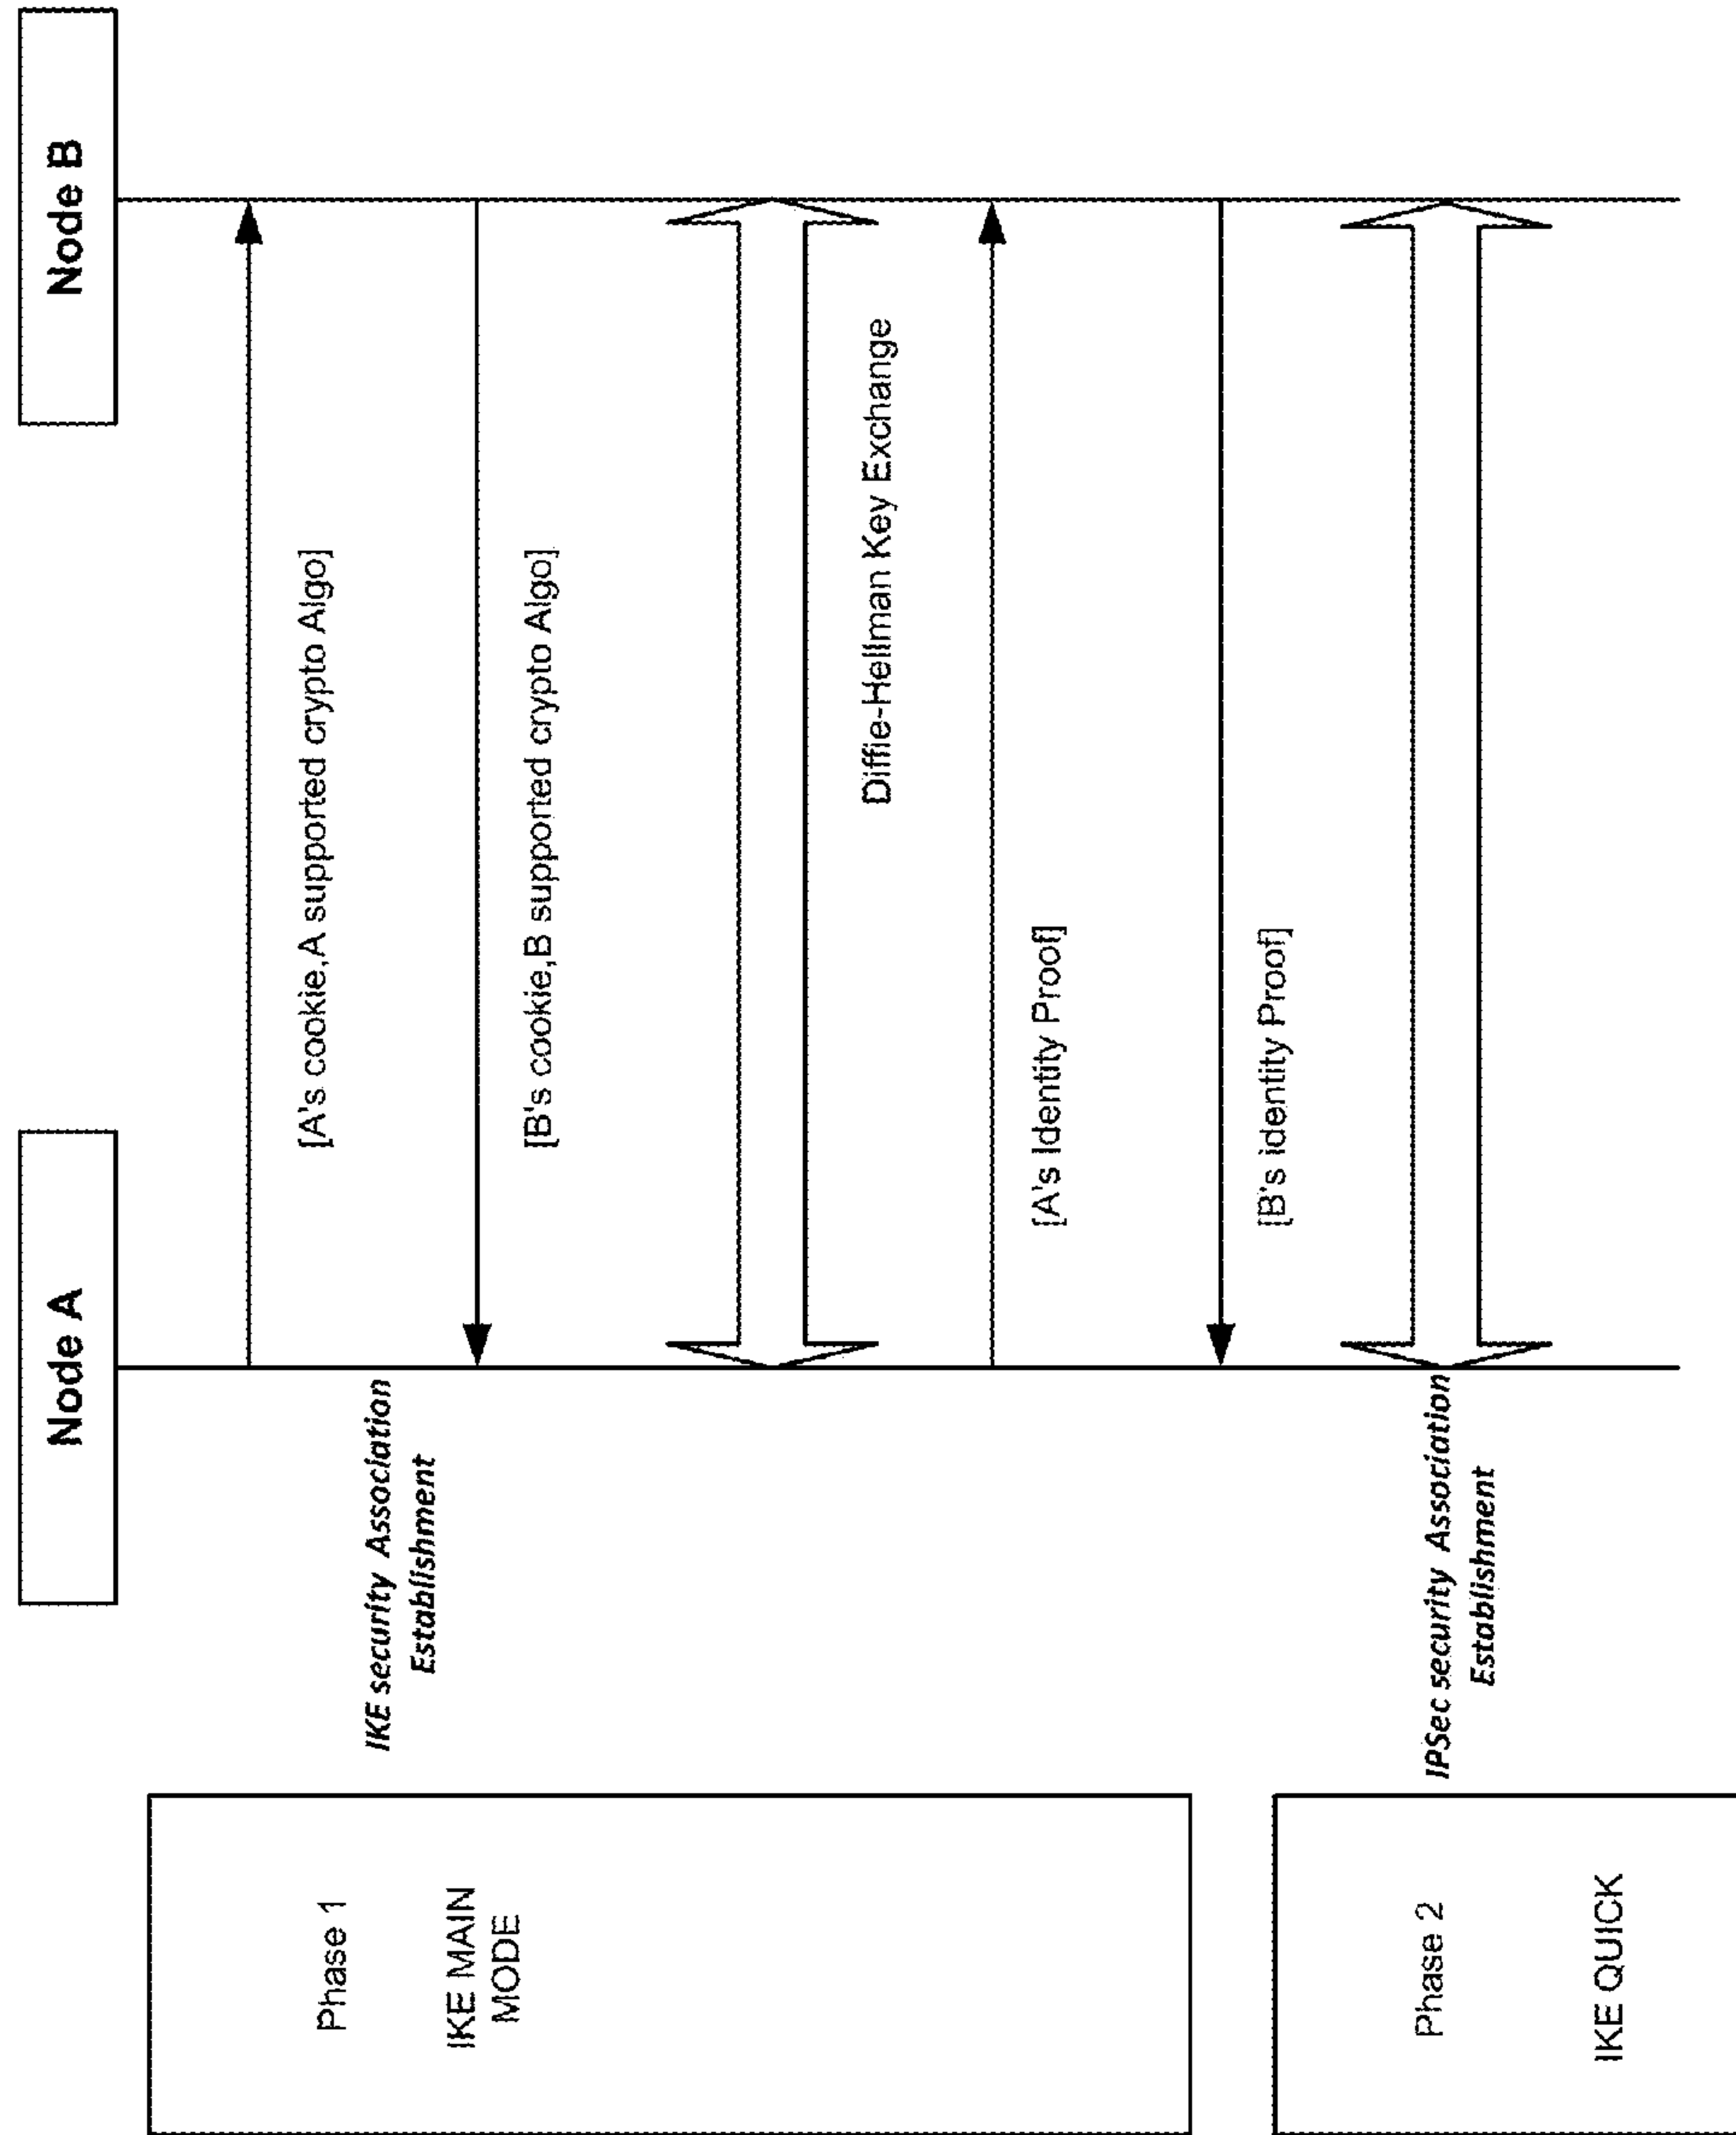 Node A
Node B
[A's cookie,A supported crypto Algo]
IKE security Association
Establishment
Phase 1
IKE MAIN
MODE
[B's cookie,B supported crypto Algo]
Diffie-Hellman Key Exchange
[A's Identity Proof]
[B's identity Proof]
IPSec security Association
Establishment
Phase 2
IKE QUICK